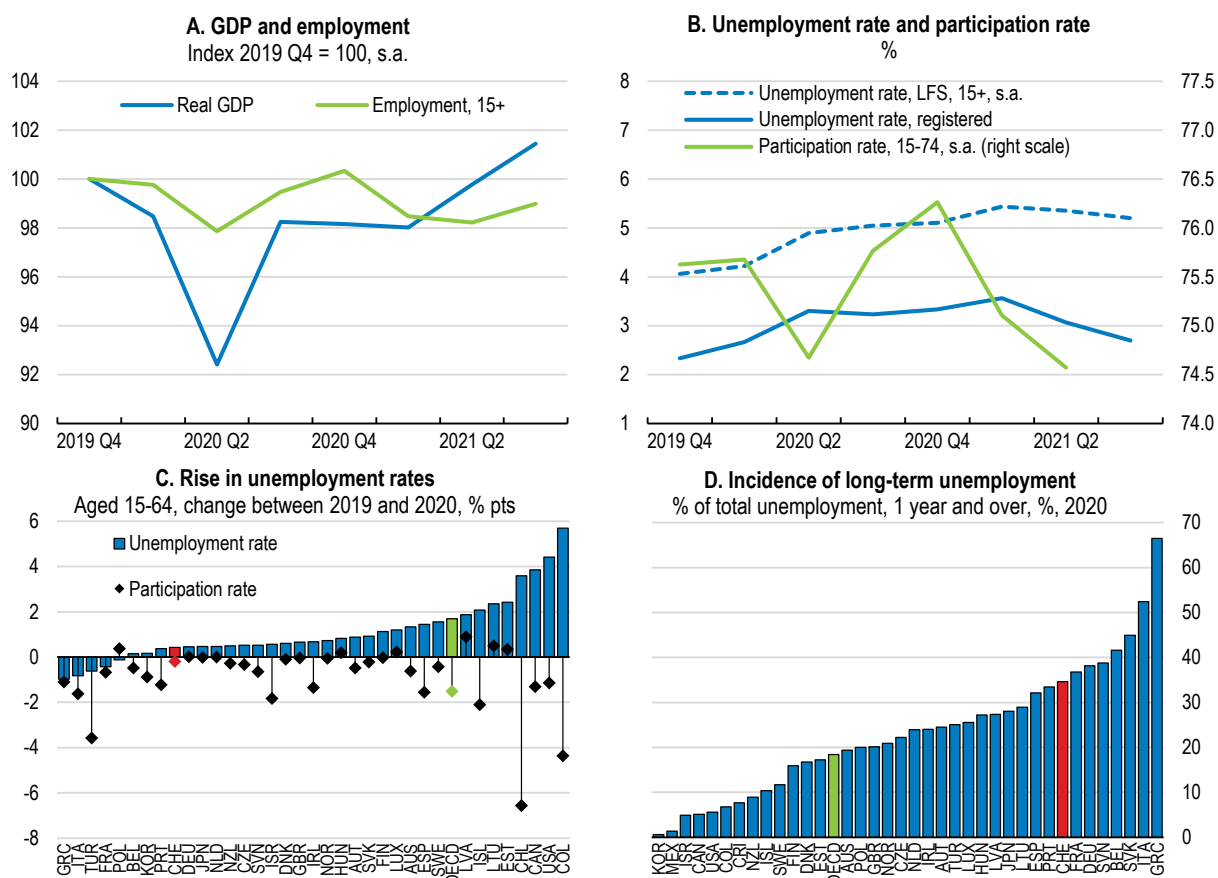 A. GDP and employment
Index 2019 Q4 = 100, s.a.
Real GDP
Employment, 15+
104
102
100
98
96
94
92
90
2019 Q4
2020 Q2
2020 Q4
2021 Q2
B. Unemployment rate and participation rate
%
Unemployment rate, LFS, 15+, s.a.
Unemployment rate, registered
Participation rate, 15-74, s.a. (right scale)
8
7
6
5
4
3
2
1
77.5
77.0
76.5
76.0
75.5
75.0
74.5
74.0
2019 Q4
2020 Q2
2020 Q4
2021 Q2
C. Rise in unemployment rates
Aged 15-64, change between 2019 and 2020, % pts
Unemployment rate
Participation rate
6
4
2
0
-2
-4
-6
-8
GRC
ITA
TUR
FRA
POL
BEL
KOR
PRT
CHE
DEU
JPN
NLD
NZL
CZE
SVN
ISR
DNK
GBR
IRL
NOR
HUN
AUT
SVK
FIN
LUX
AUS
ESP
SWE
OECD
LVA
ISL
LTU
EST
CHL
CAN
USA
COL
D. Incidence of long-term unemployment
% of total unemployment, 1 year and over, %, 2020
70
60
50
40
30
20
10
0
KOR
MEX
ISR
CAN
USA
COL
CRI
NZL
ISL
SWE
FIN
DNK
EST
OECD
AUS
POL
GBR
NOR
CZE
NLD
IRL
AUT
TUR
LUX
HUN
LVA
JPN
LTU
ESP
PRT
CHE
FRA
DEU
SVN
BEL
SVK
ITA
GRC